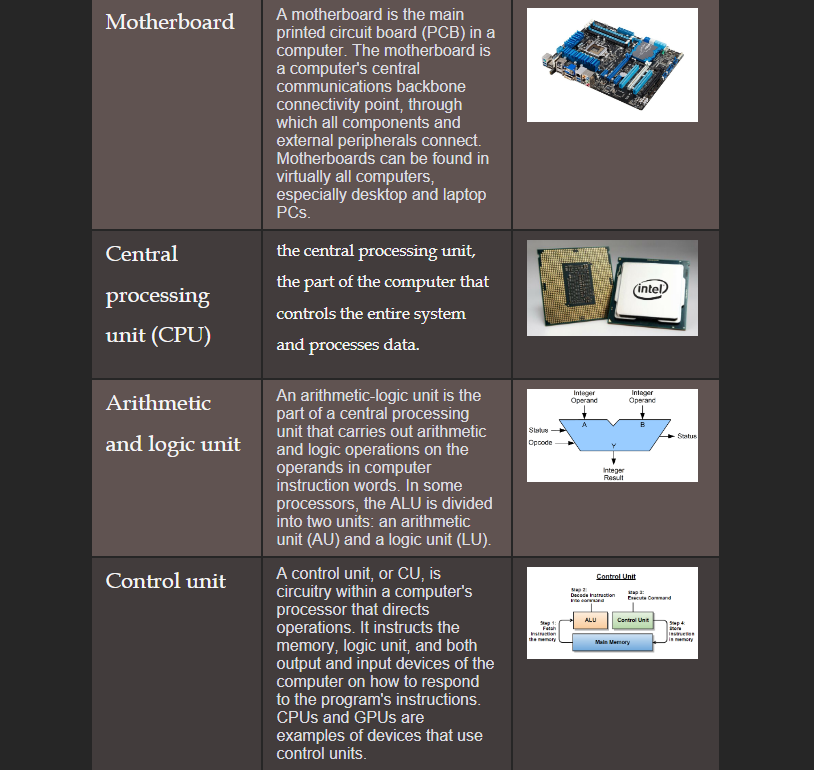 Motherboard
A motherboard is the main
printed circuit board (PCB) in a
computer. The motherboard is
a computer's central
communications backbone
connectivity point, through
which all components and
external peripherals connect.
Motherboards can be found in
virtually all computers,
especially desktop and laptop
PCs.
Central
processing
unit (CPU)
the central processing unit,
the part of the computer that
controls the entire system
and processes data.
intel
Arithmetic
and logic unit
An arithmetic-logic unit is the
part of a central processing
unit that carries out arithmetic
and logic operations on the
operands in computer
instruction words. In some
processors, the ALU is divided
into two units: an arithmetic
unit (AU) and a logic unit (LU).
Integer
Operand
Integer
Operand
A
B
Status
Opcode
Status
Y
Integer
Result
Control unit
A control unit, or CU, is
circuitry within a computer's
processor that directs
operations. It instructs the
memory, logic unit, and both
output and input devices of the
computer on how to respond
to the program's instructions.
CPUs and GPUs are
examples of devices that use
control units.
Control Unit
Step 2:
Decode Instruction
Into command
Step 3:
Execute Command
ALU
Control Unit
Step 1:
Fetch
Instruction
the memory
Step 4:
Store
Instruction
in memory
Main Memory